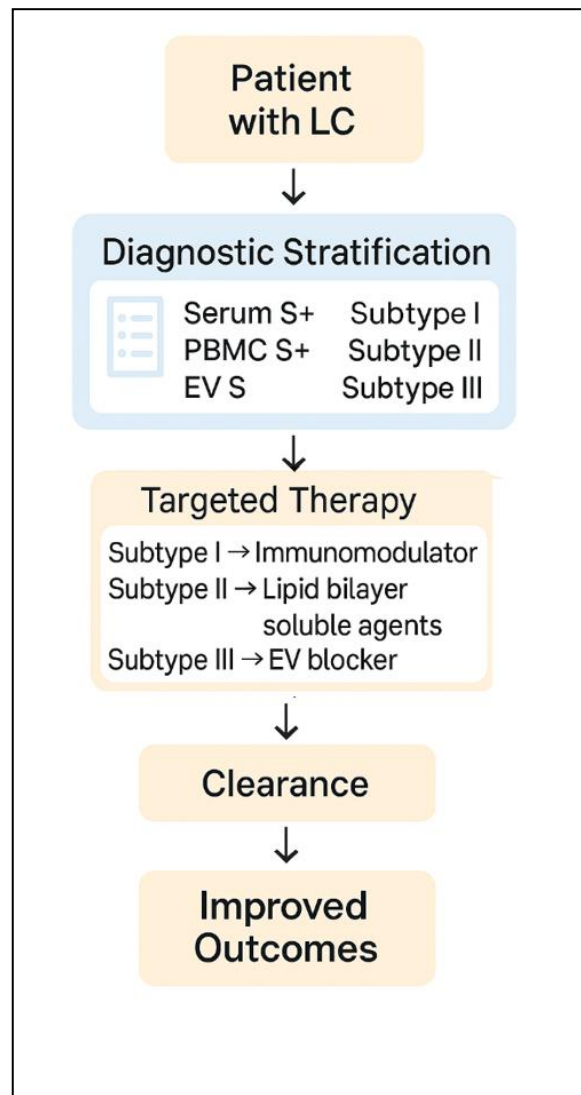 Patient
with LC
Diagnostic Stratification
Serum S+ Subtype I
PBMC S+ Subtype II
EV S Subtype III
Targeted Therapy
Subtype I → Immunomodulator
Subtype II → Lipid bilayer
soluble agents
Subtype III → EV blocker
Clearance
Improved
Outcomes